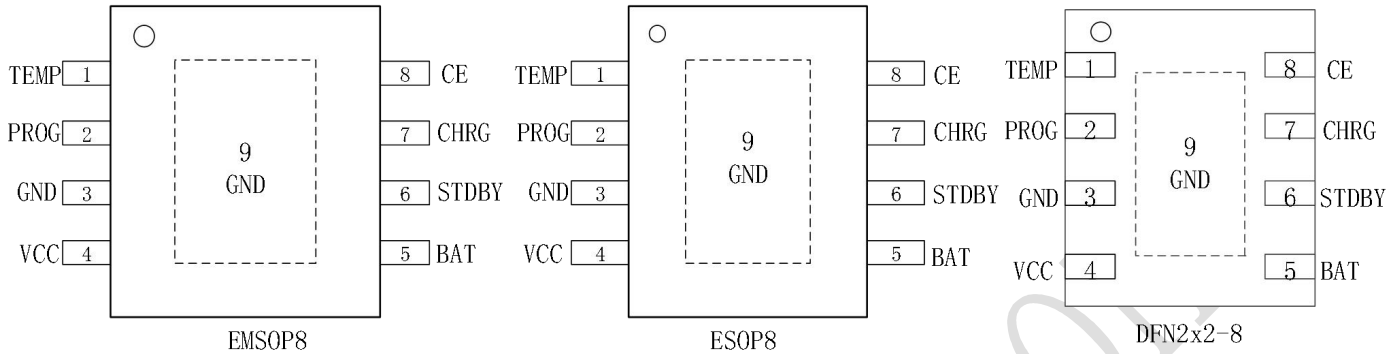 TEMP 1 8 CE
PROG 2 7 CHRG
GND 3 6 STDBY
VCC 4 5 BAT
9
GND
EMSOP8
TEMP 1 8 CE
PROG 2 7 CHRG
GND 3 6 STDBY
VCC 4 5 BAT
9
GND
ESOP8
TEMP 1 8 CE
PROG 2 7 CHRG
GND 3 6 STDBY
VCC 4 5 BAT
9
GND
DFN2x2-8